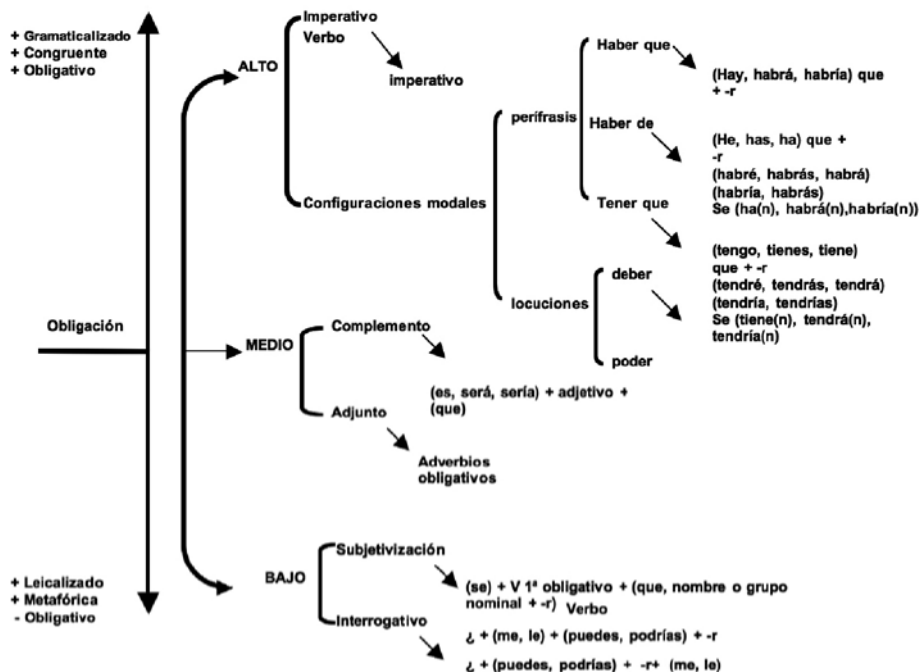 + Gramaticalizado
+ Congruente
+ Obligativo
ALTO
Imperativo
Verbo
imperativo
Configuraciones modales
perífrasis
Haber que
(Hay, habrá, habría) que
+ -r
Haber de
(He, has, ha) que +
-r
(habré, habrás, habrá)
(habría, habrás)
Se (ha(n), habrá(n),habría(n))
Tener que
(tengo, tienes, tiene)
que + -r
(tendré, tendrás, tendrá)
(tendría, tendrías)
Se (tiene(n), tendrá(n),
tendría(n)
locuciones
deber
poder
Obligación
MEDIO
Complemento
(es, será, sería) + adjetivo +
(que)
Adjunto
Adverbios
obligativos
BAJO
Subjetivización
(se) + V 1ª obligativo + (que, nombre o grupo
nominal + -r) Verbo
Interrogativo
¿ + (me, le) + (puedes, podrías) + -r
¿ + (puedes, podrías) + -r+ (me, le)
+ Leicalizado
+ Metafórica
- Obligativo